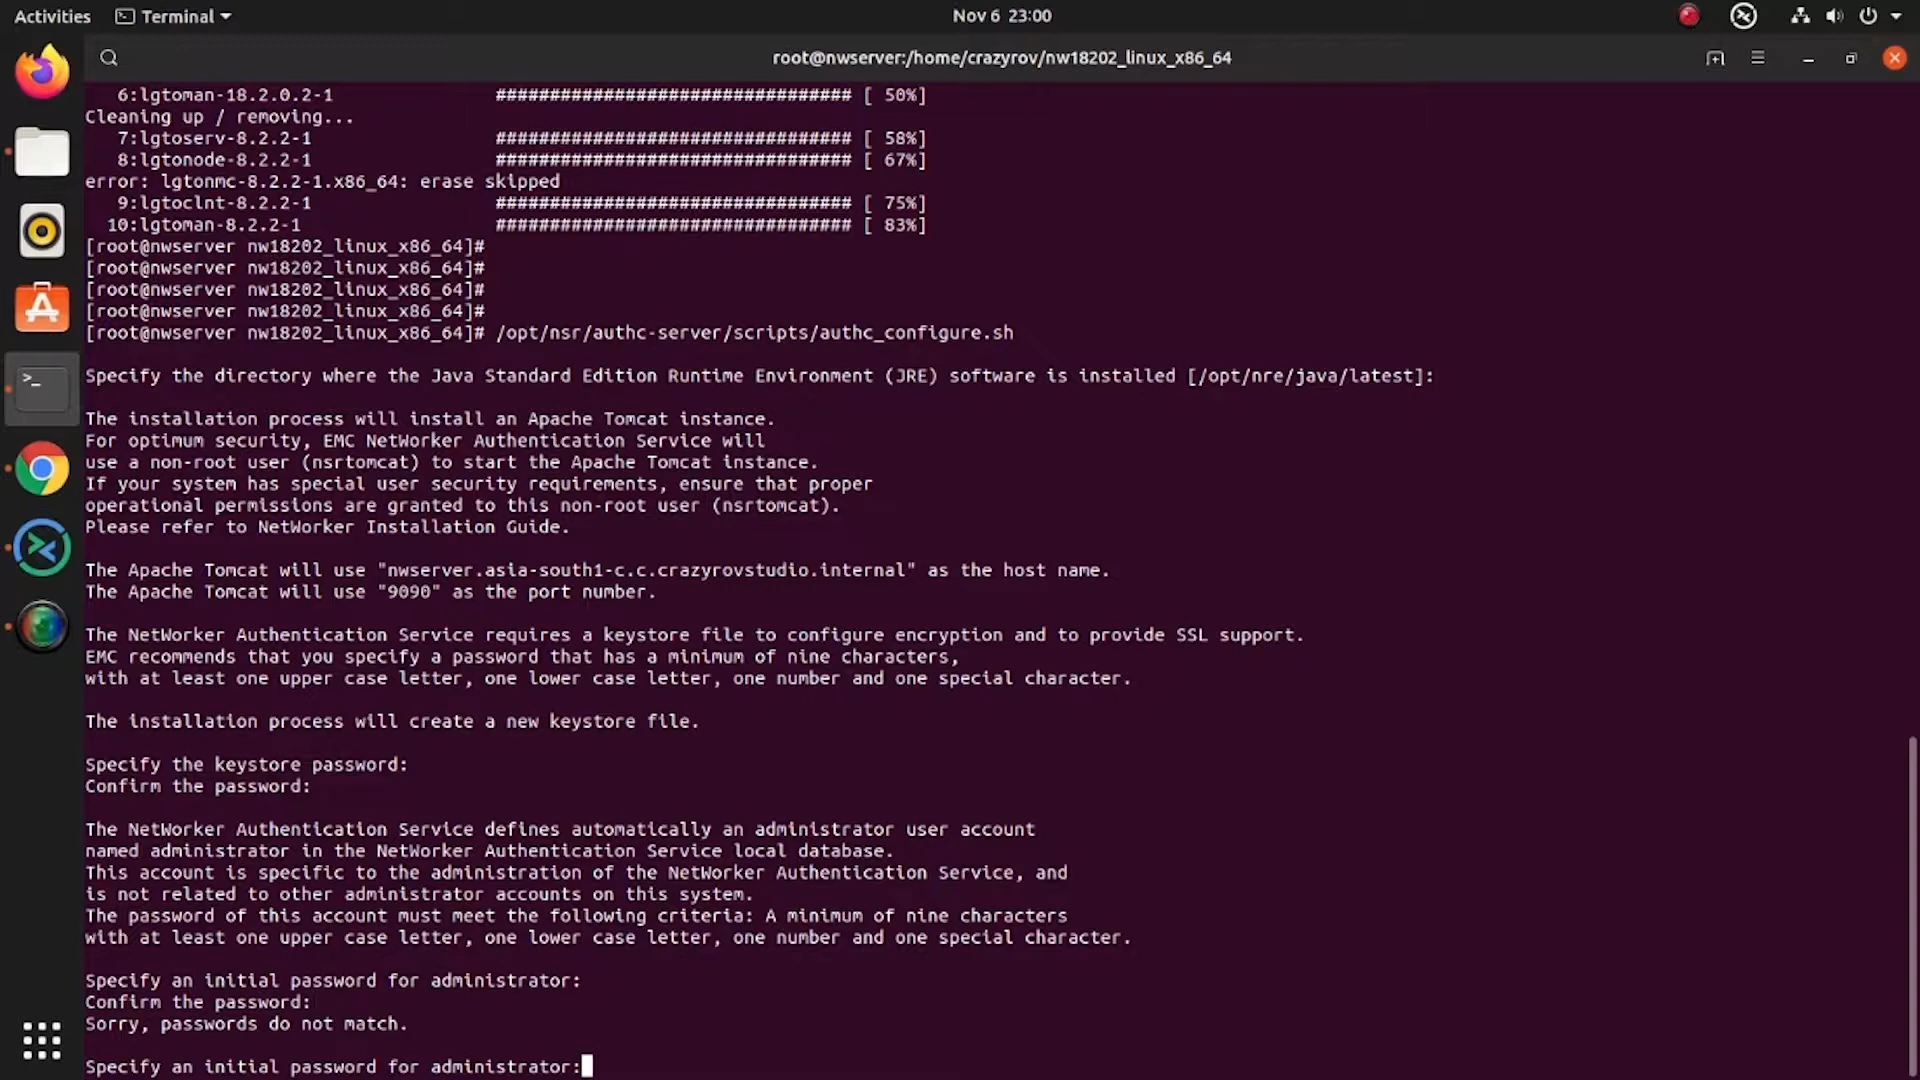 Activities Terminal Nov 6 23:00
root@nwserver:/home/crazyrov/nw18202_linux_x86_64
6:lgtoman-18.2.0.2-1 ################################# [ 50%]
Cleaning up / removing...
7:lgtoserv-8.2.2-1 ################################# [ 58%]
8:lgtonode-8.2.2-1 ################################# [ 67%]
error: lgtonmc-8.2.2-1.x86_64: erase skipped
9:lgtoclnt-8.2.2-1 ################################# [ 75%]
10:lgtoman-8.2.2-1 ################################# [ 83%]
[root@nwserver nw18202_linux_x86_64]#
[root@nwserver nw18202_linux_x86_64]#
[root@nwserver nw18202_linux_x86_64]#
[root@nwserver nw18202_linux_x86_64]#
[root@nwserver nw18202_linux_x86_64]# /opt/nsr/authc-server/scripts/authc_configure.sh
Specify the directory where the Java Standard Edition Runtime Environment (JRE) software is installed [/opt/nre/java/latest]:
The installation process will install an Apache Tomcat instance.
For optimum security, EMC NetWorker Authentication Service will
use a non-root user (nsrtomcat) to start the Apache Tomcat instance.
If your system has special user security requirements, ensure that proper
operational permissions are granted to this non-root user (nsrtomcat).
Please refer to NetWorker Installation Guide.
The Apache Tomcat will use "nwserver.asia-south1-c.c.crazyrovstudio.internal" as the host name.
The Apache Tomcat will use "9090" as the port number.
The NetWorker Authentication Service requires a keystore file to configure encryption and to provide SSL support.
EMC recommends that you specify a password that has a minimum of nine characters,
with at least one upper case letter, one lower case letter, one number and one special character.
The installation process will create a new keystore file.
Specify the keystore password:
Confirm the password:
The NetWorker Authentication Service defines automatically an administrator user account
named administrator in the NetWorker Authentication Service local database.
This account is specific to the administration of the NetWorker Authentication Service, and
is not related to other administrator accounts on this system.
The password of this account must meet the following criteria: A minimum of nine characters
with at least one upper case letter, one lower case letter, one number and one special character.
Specify an initial password for administrator:
Confirm the password:
Sorry, passwords do not match.
Specify an initial password for administrator: